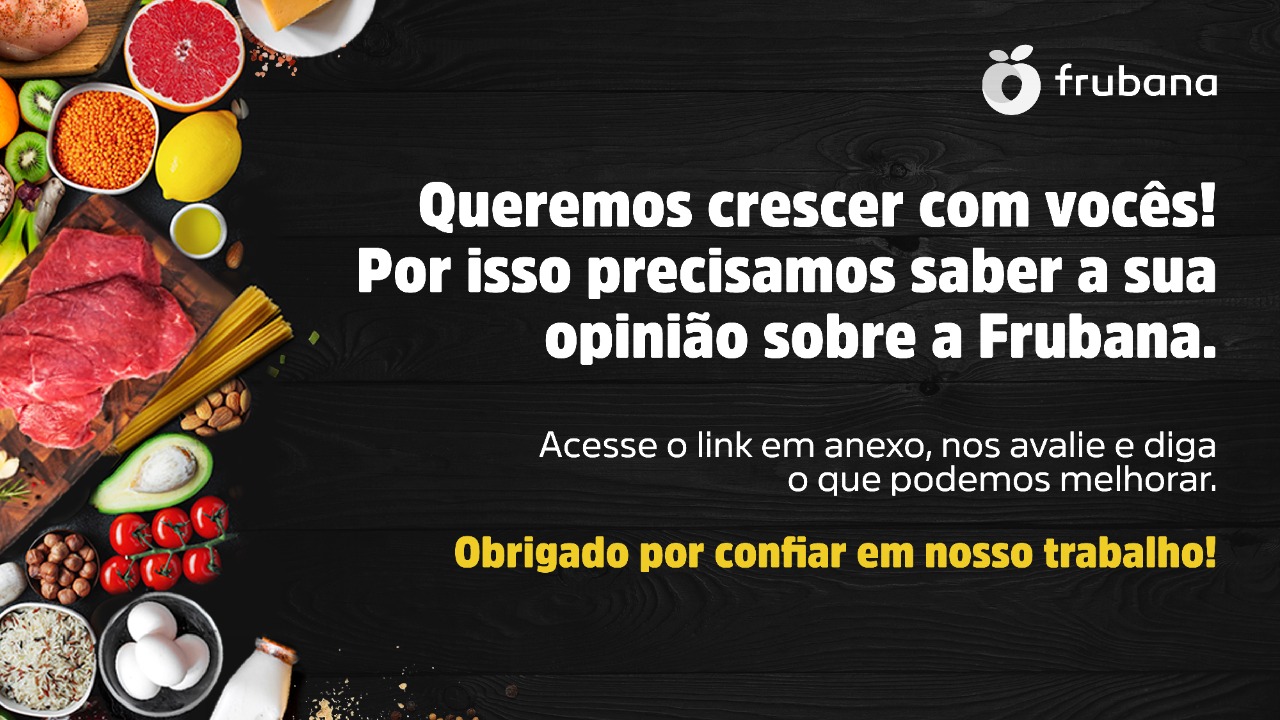 frubana
Queremos crescer com vocês!
Por isso precisamos saber a sua
opinião sobre a Frubana.
Acesse o link em anexo, nos avalie e diga
o que podemos melhorar.
Obrigado por confiar em nosso trabalho!